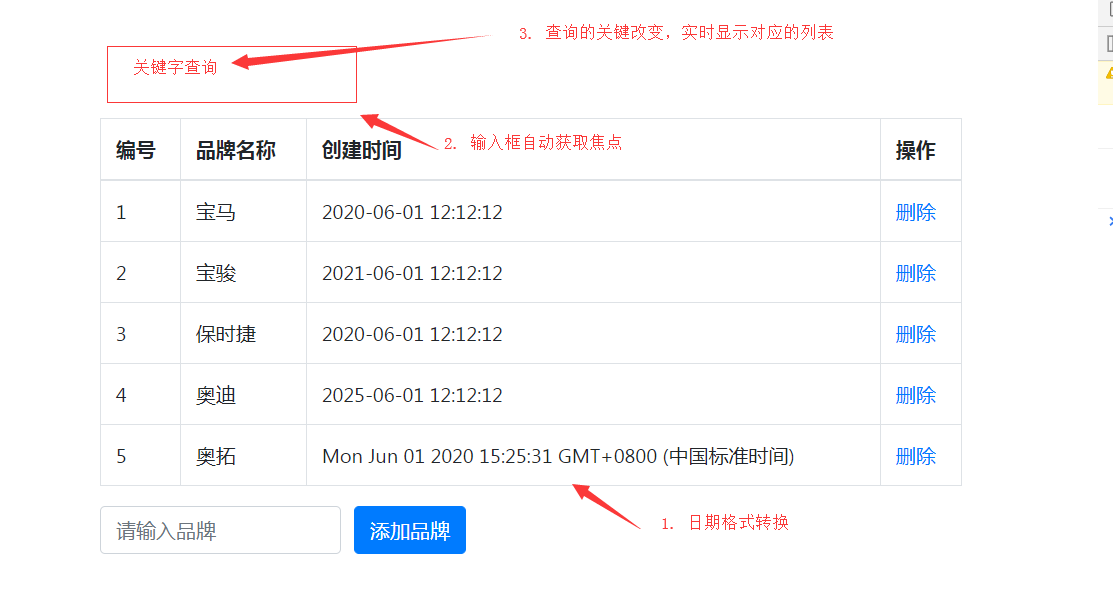 3. 查询的关键改变，实时显示对应的列表
关键字查询
2. 输入框自动获取焦点
编号 品牌名称 创建时间 操作
1 宝马 2020-06-01 12:12:12 删除
2 宝骏 2021-06-01 12:12:12 删除
3 保时捷 2020-06-01 12:12:12 删除
4 奥迪 2025-06-01 12:12:12 删除
5 奥拓 Mon Jun 01 2020 15:25:31 GMT+0800 (中国标准时间) 删除
请输入品牌 添加品牌
1. 日期格式转换